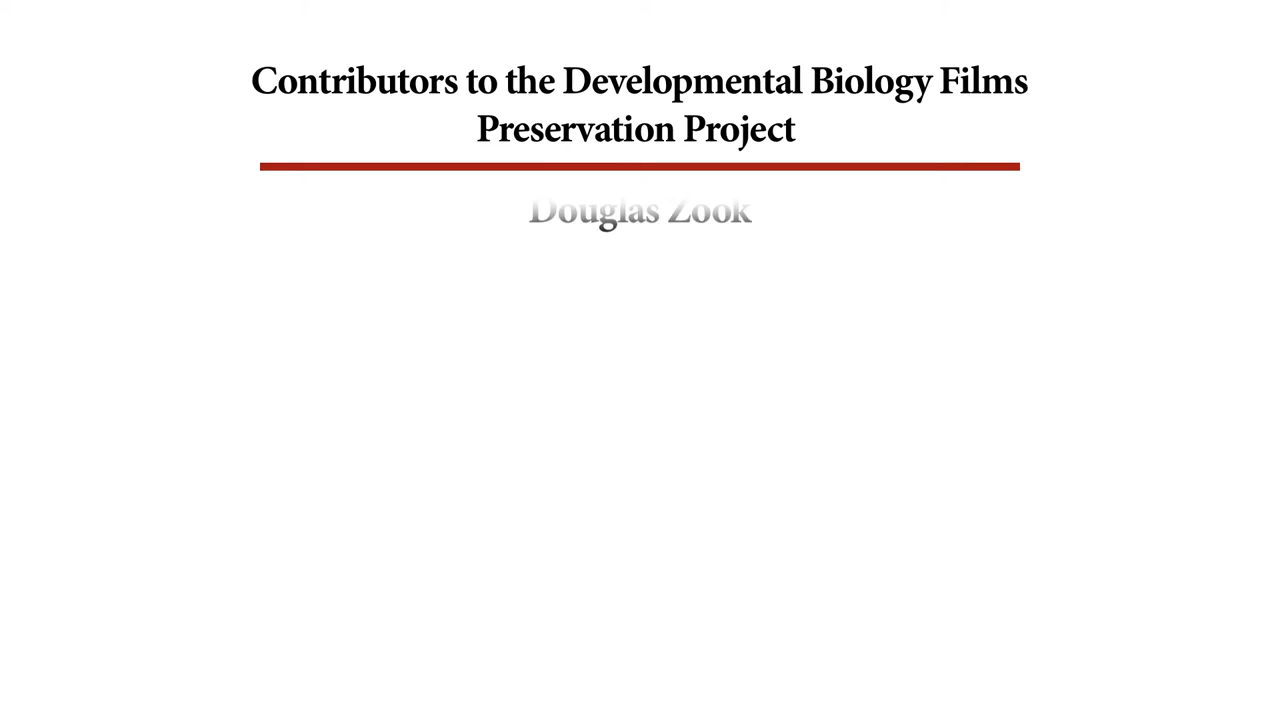 Contributors to the Developmental Biology Films
Preservation Project
Douglas Zook